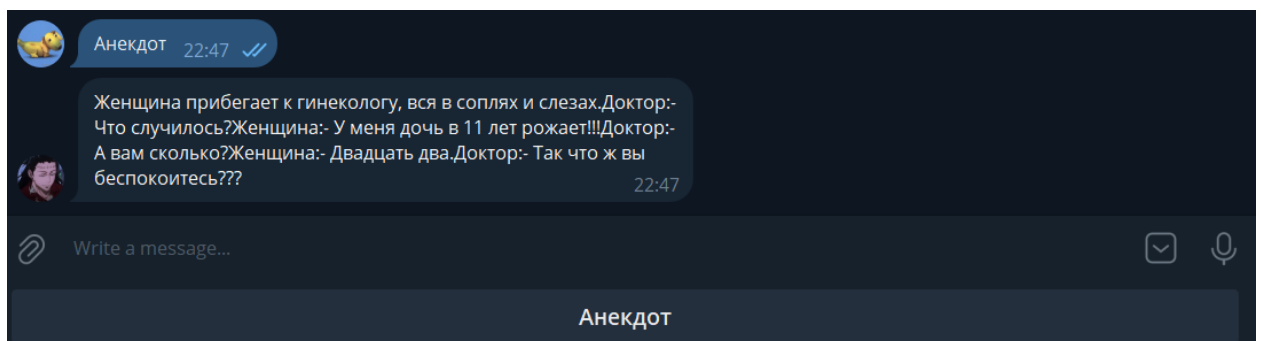 Анекдот 22:47
Женщина прибегает к гинекологу, вся в соплях и слезах.Доктор:-
Что случилось?Женщина:- У меня дочь в 11 лет рожает!!!Доктор:-
А вам сколько?Женщина:- Двадцать два.Доктор:- Так что ж вы
беспокоитесь???
22:47
Write a message...
Анекдот